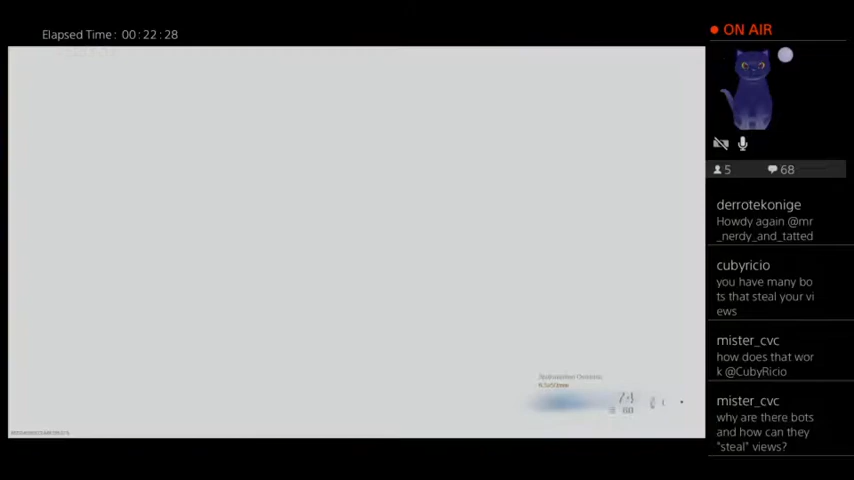 Elapsed Time: 00:22:28
ON AIR
5
68
derrotekonige
Howdy again @mr
_nerdy_and_tatted
cubyricio
you have many bo
ts that steal your vi
ews
mister_cvc
how does that wor
k @CubyRicio
mister_cvc
why are there bots
and how can they
"steal" views?
60